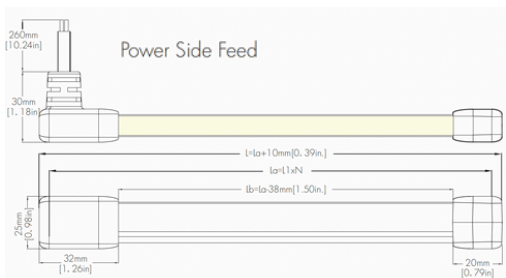 260mm
[10.24in]
Power Side Feed
30mm
[1.18in]
L=La+10mm[0.39in.]
La=L1xN
Lb=La-38mm[1.50in.]
25mm
[0.98in]
32mm
[1.26in]
20mm
[0.79in]